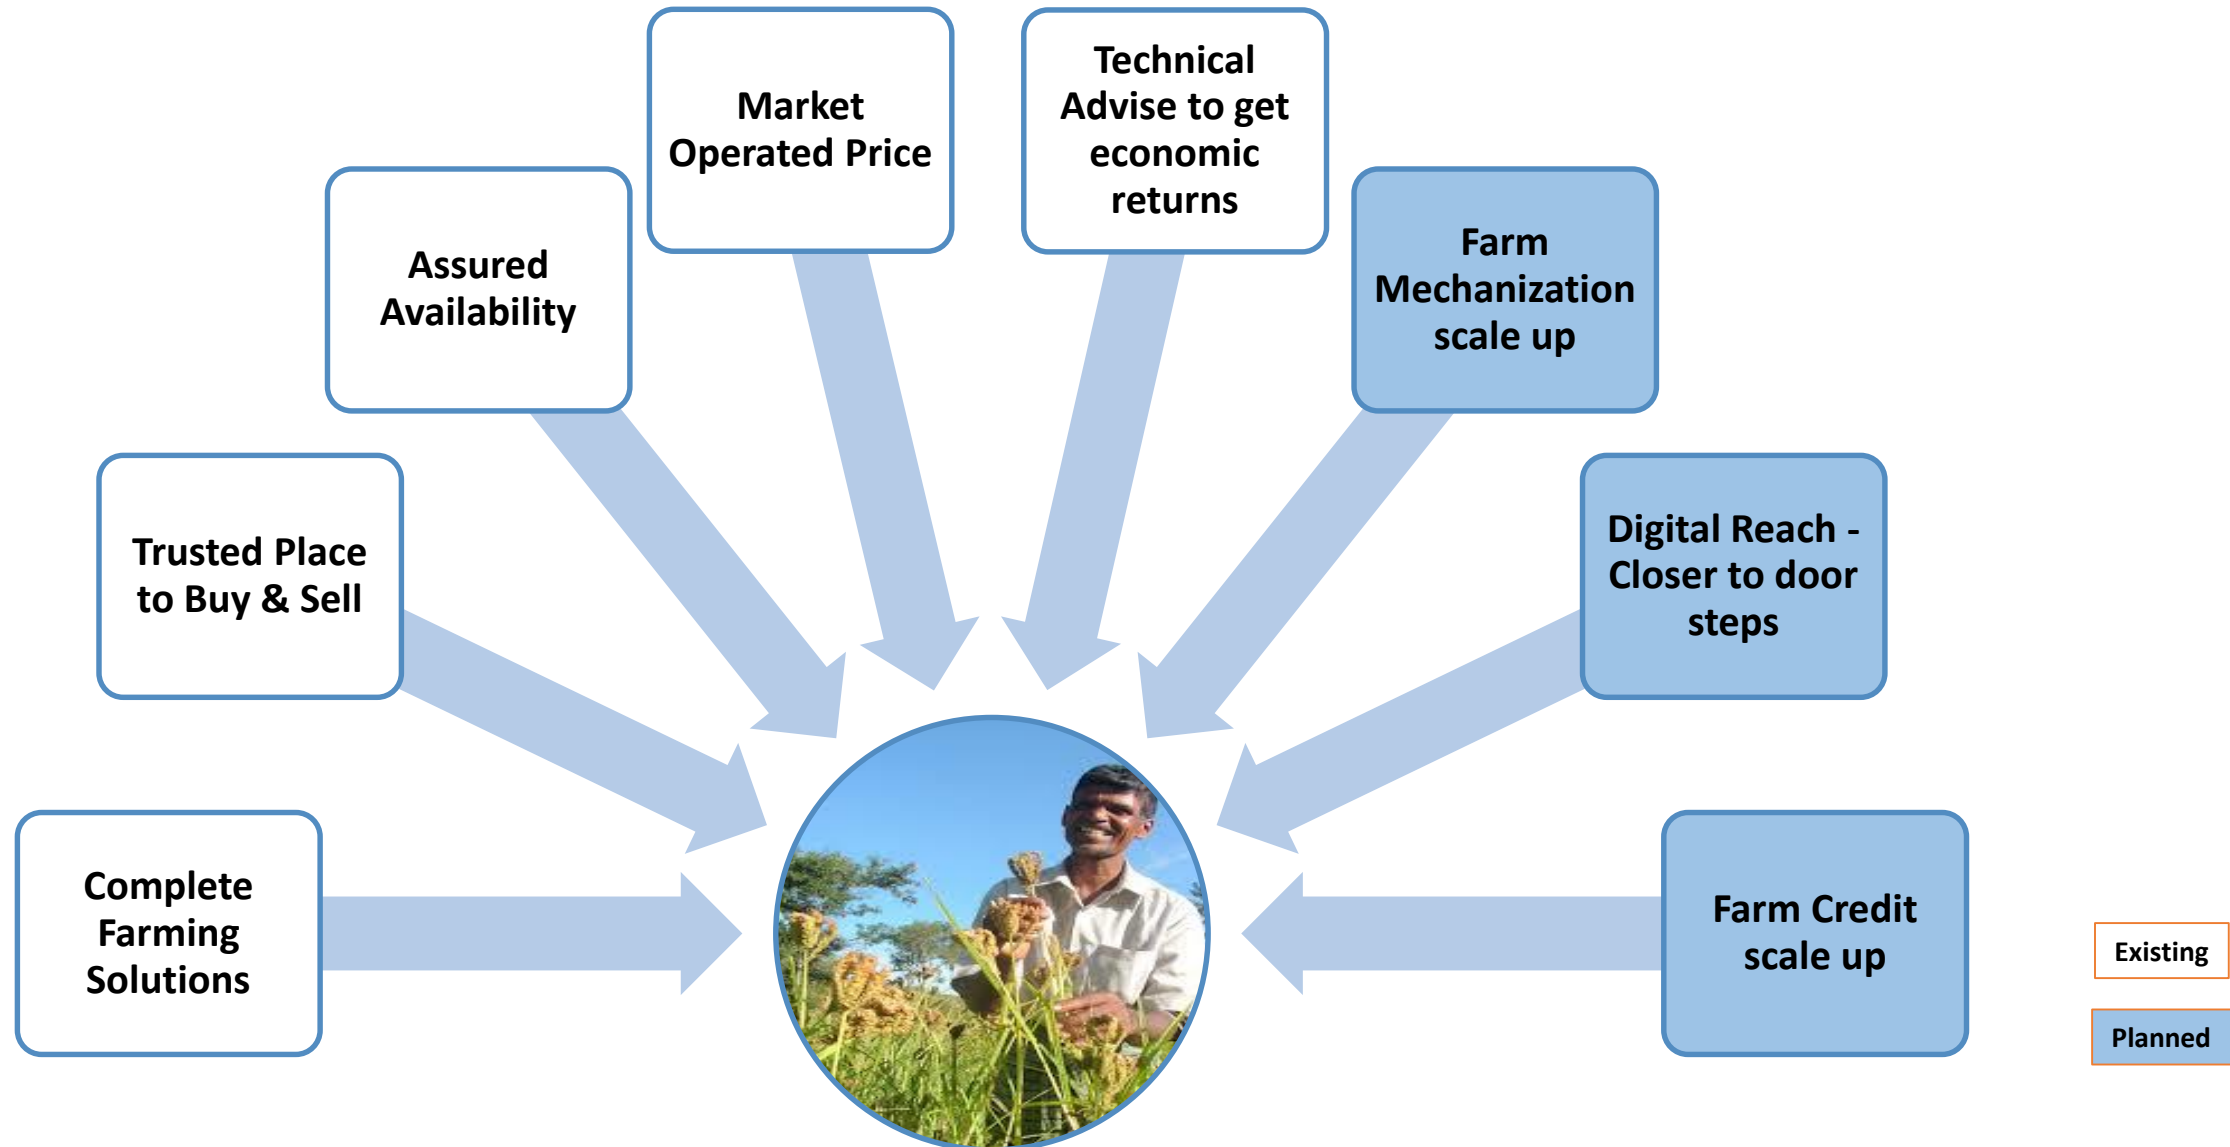 Complete
Farming
Solutions
Trusted Place
to Buy & Sell
Assured
Availability
Market
Operated Price
Technical
Advise to get
economic
returns
Farm
Mechanization
scale up
Digital Reach -
Closer to door
steps
Farm Credit
scale up
Existing
Planned